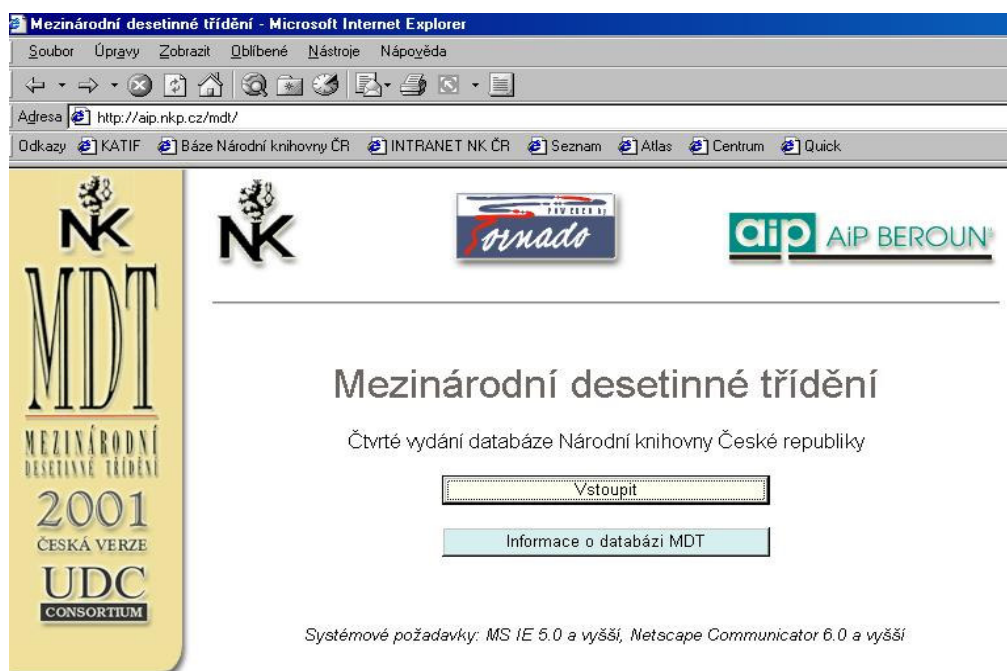 Mezinárodní desetinné třídění - Microsoft Internet Explorer
Soubor Úpravy Zobrazit Oblíbené Nástroje Nápověda
Adresa http://aip.nkp.cz/mdt/
Odkazy KATIF Báze Národní knihovny ČR INTRANET NK ČR Seznam Atlas Centrum Quick
NK
MDT
MEZINÁRODNÍ
DESETINNÉ TŘÍDĚNÍ
2001
ČESKÁ VERZE
UDC
CONSORTIUM
NK
POWERED by
Tornado
aip AiP BEROUN
Mezinárodní desetinné třídění
Čtvrté vydání databáze Národní knihovny České republiky
Vstoupit
Informace o databázi MDT
Systémové požadavky: MS IE 5.0 a vyšší, Netscape Communicator 6.0 a vyšší